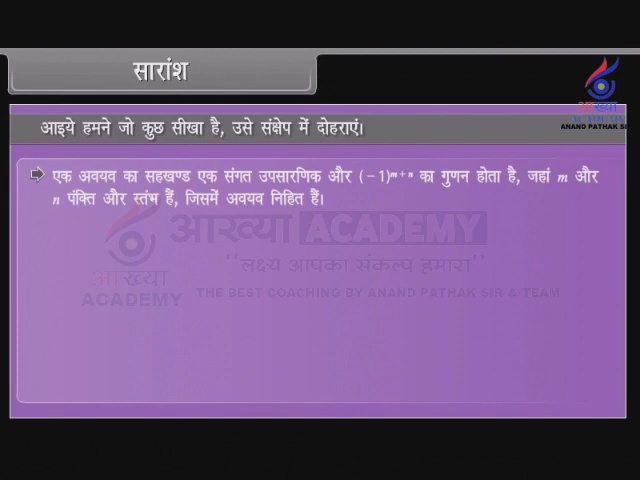 सारांश
आख्या
ACADEMY
ANAND PATHAK SIR
आइये हमने जो कुछ सीखा है, उसे संक्षेप में दोहराएं।
एक अवयव का सहखण्ड एक संगत उपसारणिक और (−1)ᵐ⁺ⁿ का गुणन होता है, जहां m और
n पंक्ति और स्तंभ हैं, जिसमें अवयव निहित हैं।
आख्या ACADEMY
"लक्ष्य आपका संकल्प हमारा"
THE BEST COACHING BY ANAND PATHAK SIR & TEAM
आख्या
ACADEMY